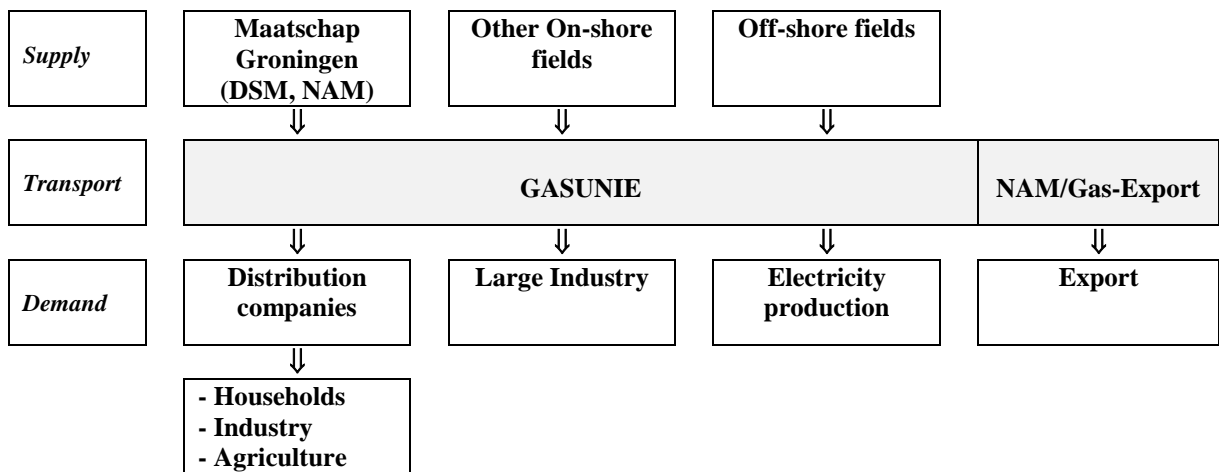 Supply
Maatschap
Groningen
(DSM, NAM)
Other On-shore
fields
Off-shore fields
⇓ ⇓ ⇓
Transport
GASUNIE
NAM/Gas-Export
⇓ ⇓ ⇓ ⇓
Demand
Distribution
companies
Large Industry
Electricity
production
Export
⇓
- Households
- Industry
- Agriculture